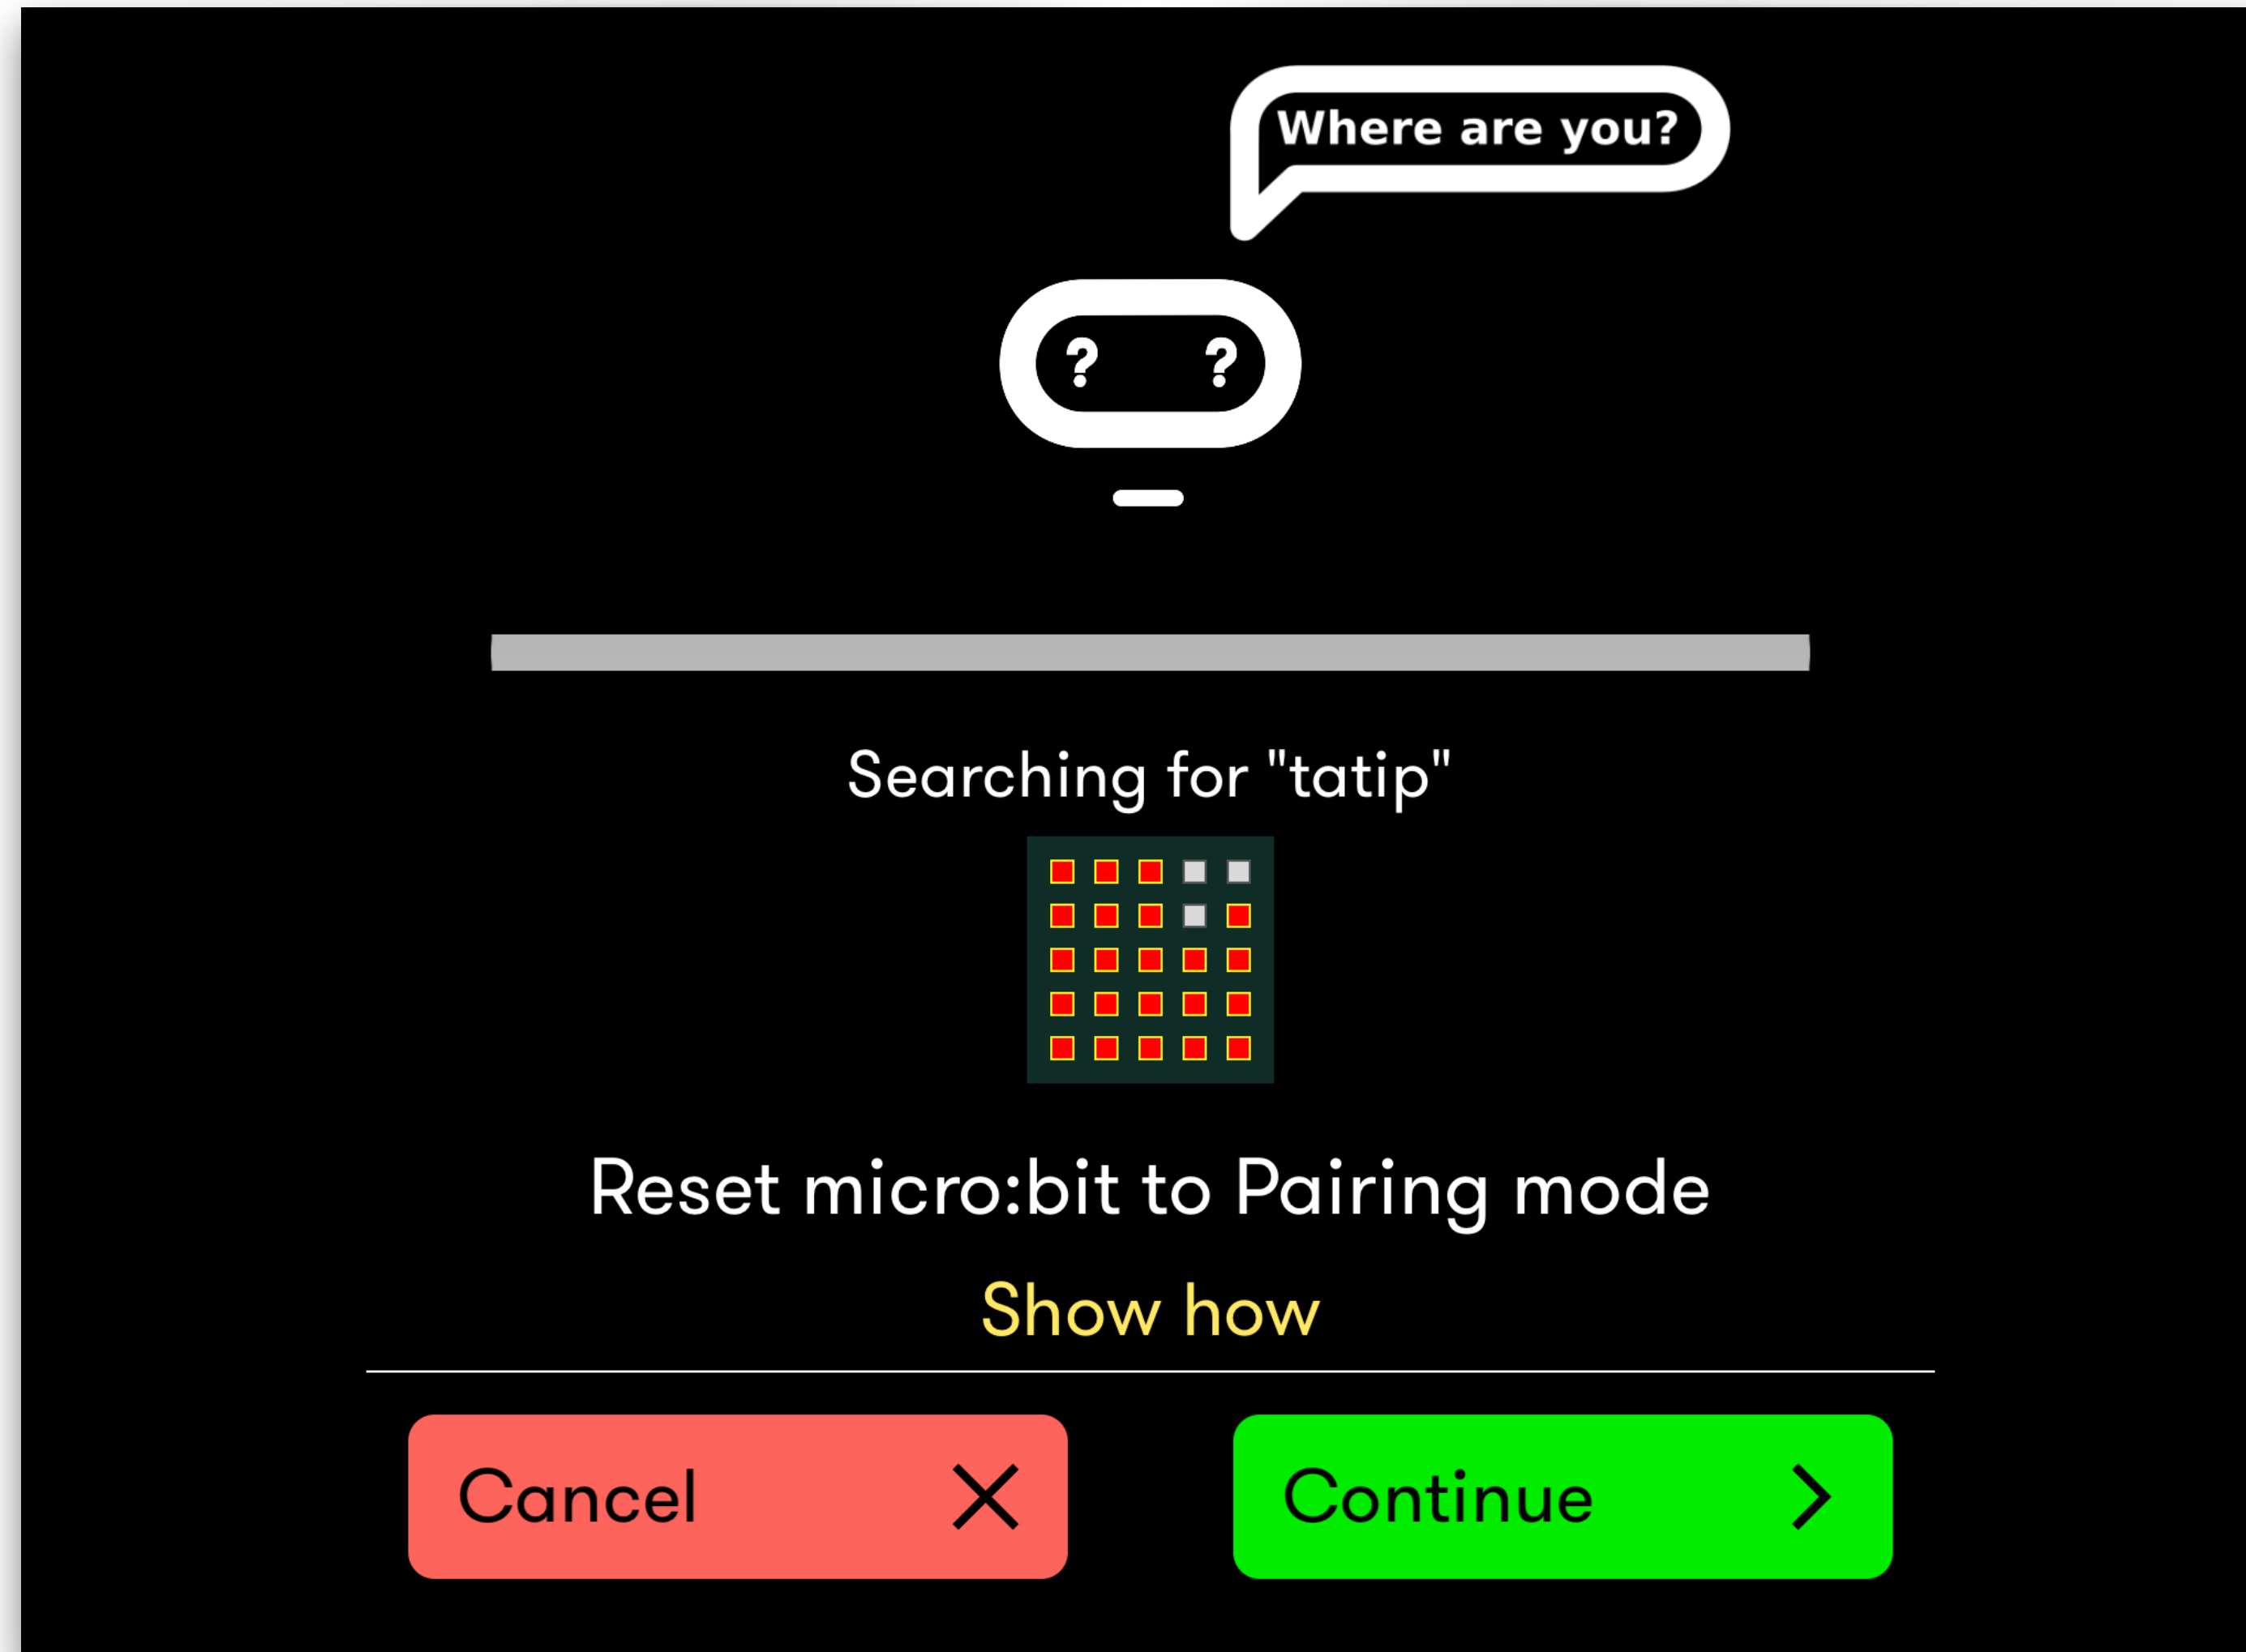 Where are you?
? ?
Searching for "tatip"
Reset micro:bit to Pairing mode
Show how
Cancel
Continue